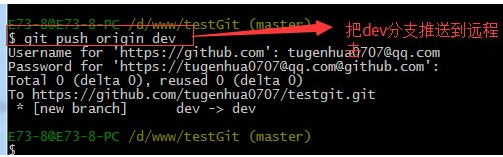 E73-8@E73-8-PC /d/www/testGit (master)
$ git push origin dev
把dev分支推送到远程
去
Username for 'https://github.com': tugenhua0707@qq.com
Password for 'https://tugenhua0707@qq.com@github.com':
Total 0 (delta 0), reused 0 (delta 0)
To https://github.com/tugenhua0707/testgit.git
 * [new branch]      dev -> dev
E73-8@E73-8-PC /d/www/testGit (master)
$